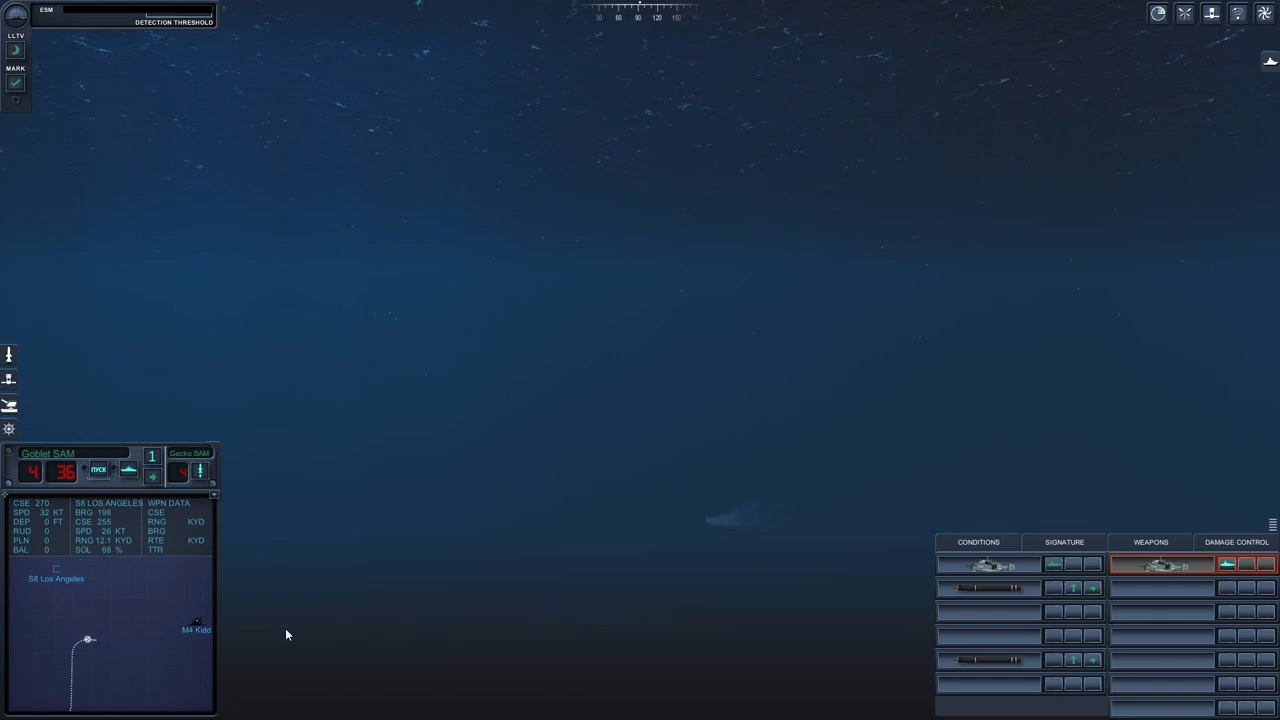 ESM
DETECTION THRESHOLD
30 60 90 120 150
LLTV
MARK
Goblet SAM
1
Gecko SAM
4 36 ПУСК 4
CSE 270 S8 LOS ANGELES WPN DATA
SPD 32 KT BRG 198 CSE
DEP 0 FT CSE 255 RNG KYD
RUD 0 SPD 26 KT BRG
PLN 0 RNG 12.1 KYD RTE KYD
BAL 0 SOL 68 % TTR
S8 Los Angeles
M4 Kidd
CONDITIONS SIGNATURE WEAPONS DAMAGE CONTROL